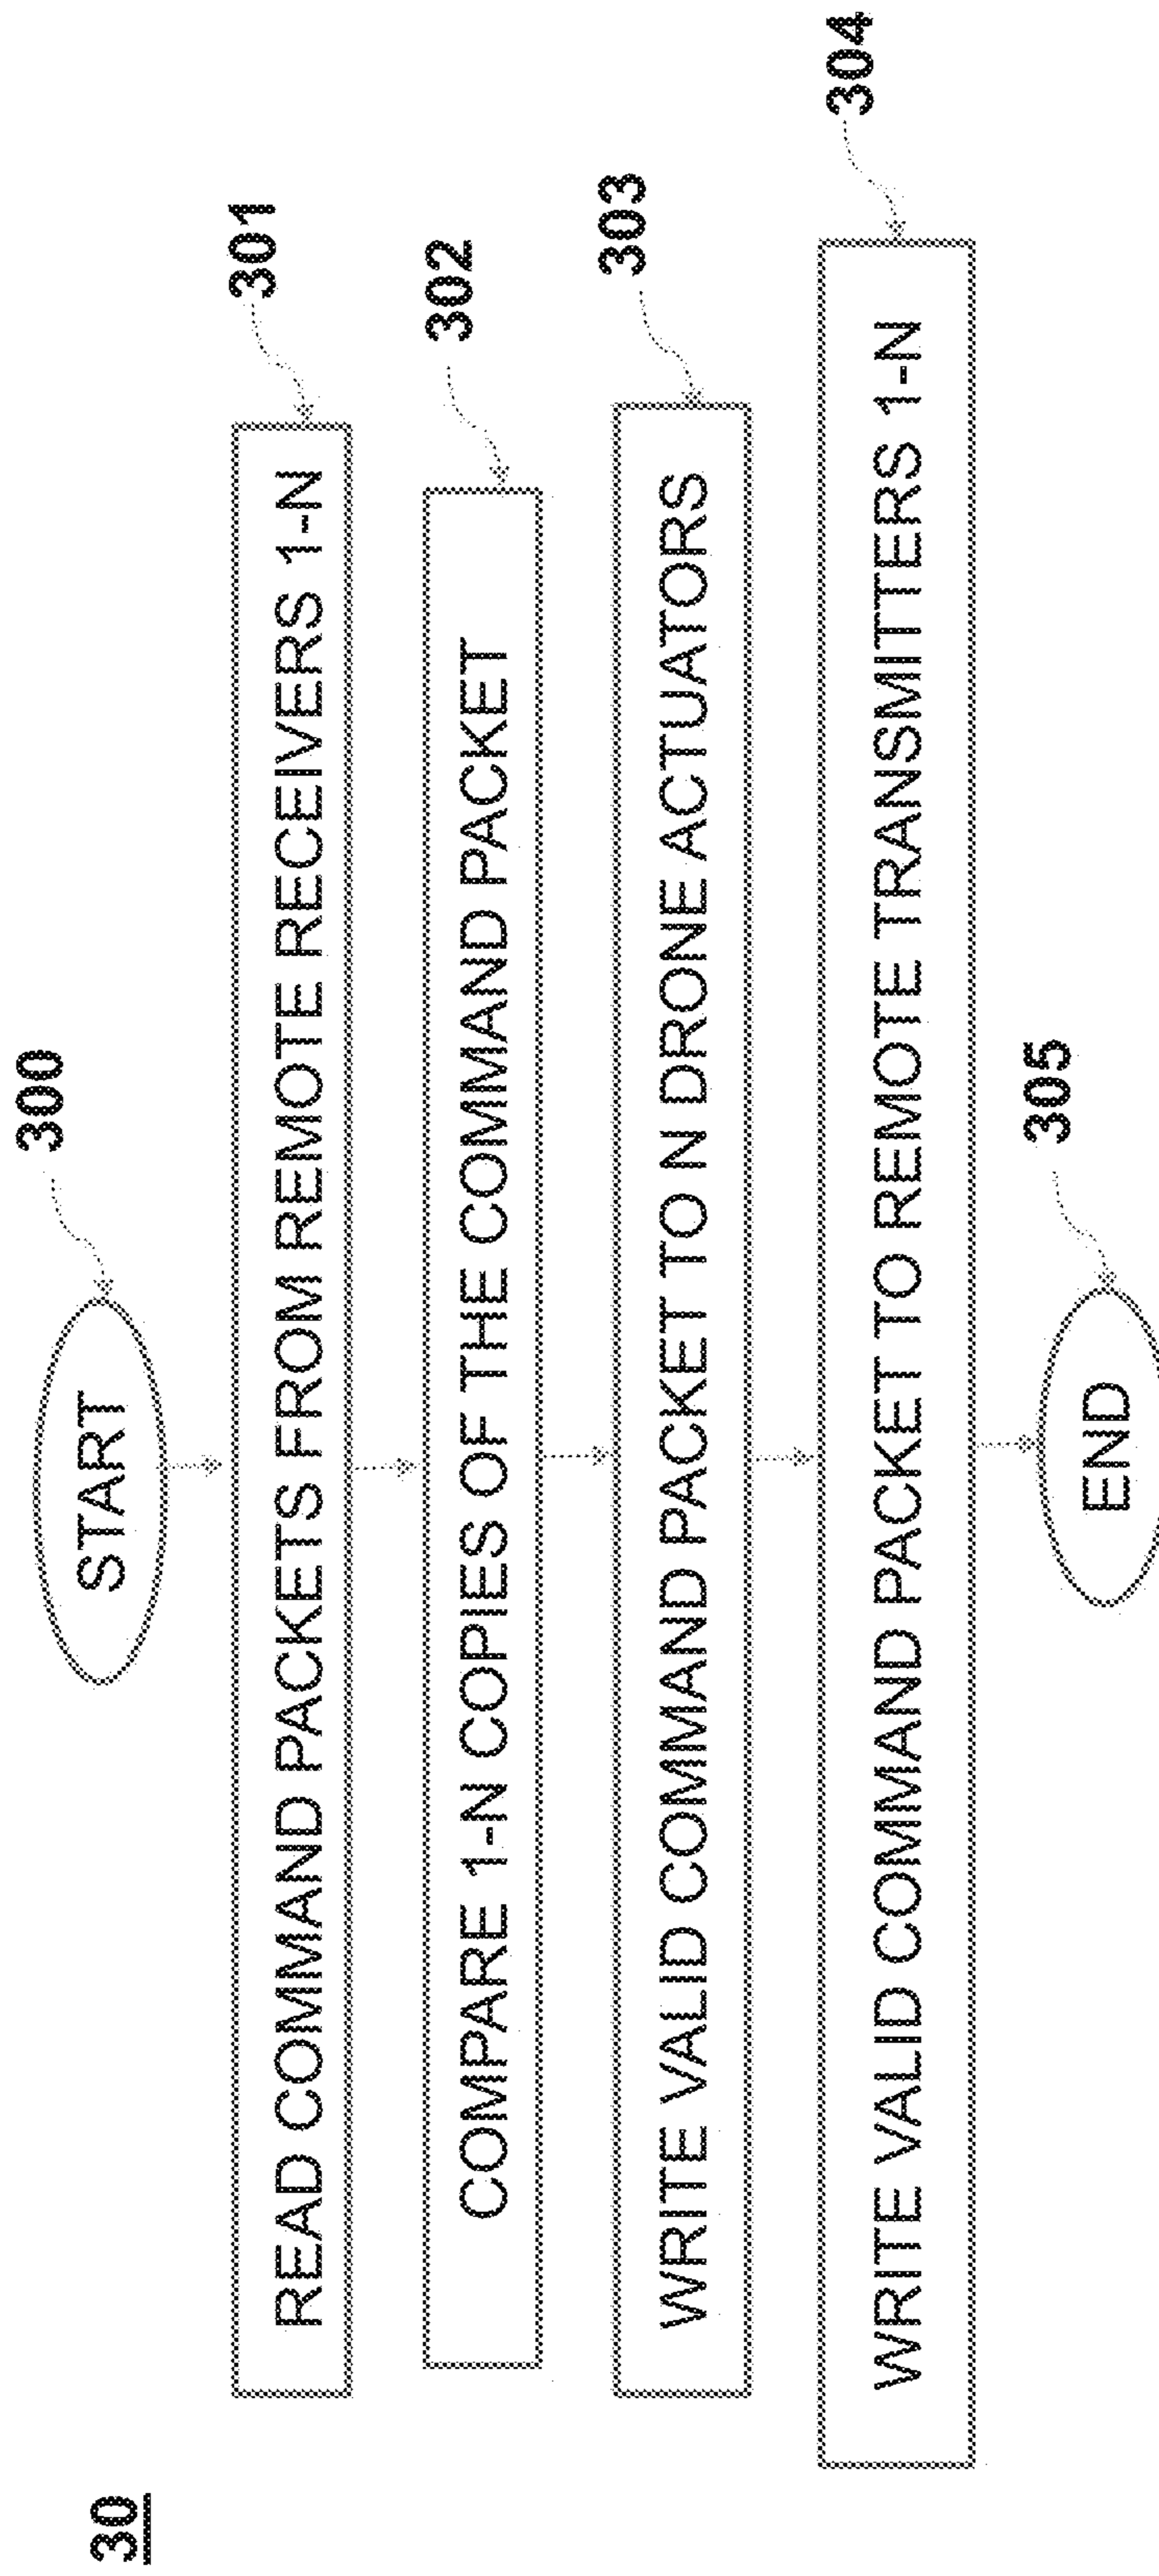 30
300
START
301
READ COMMAND PACKETS FROM REMOTE RECEIVERS 1-N
302
COMPARE 1-N COPIES OF THE COMMAND PACKET
303
WRITE VALID COMMAND PACKET TO N DRONE ACTUATORS
304
WRITE VALID COMMAND PACKET TO REMOTE TRANSMITTERS 1-N
305
END